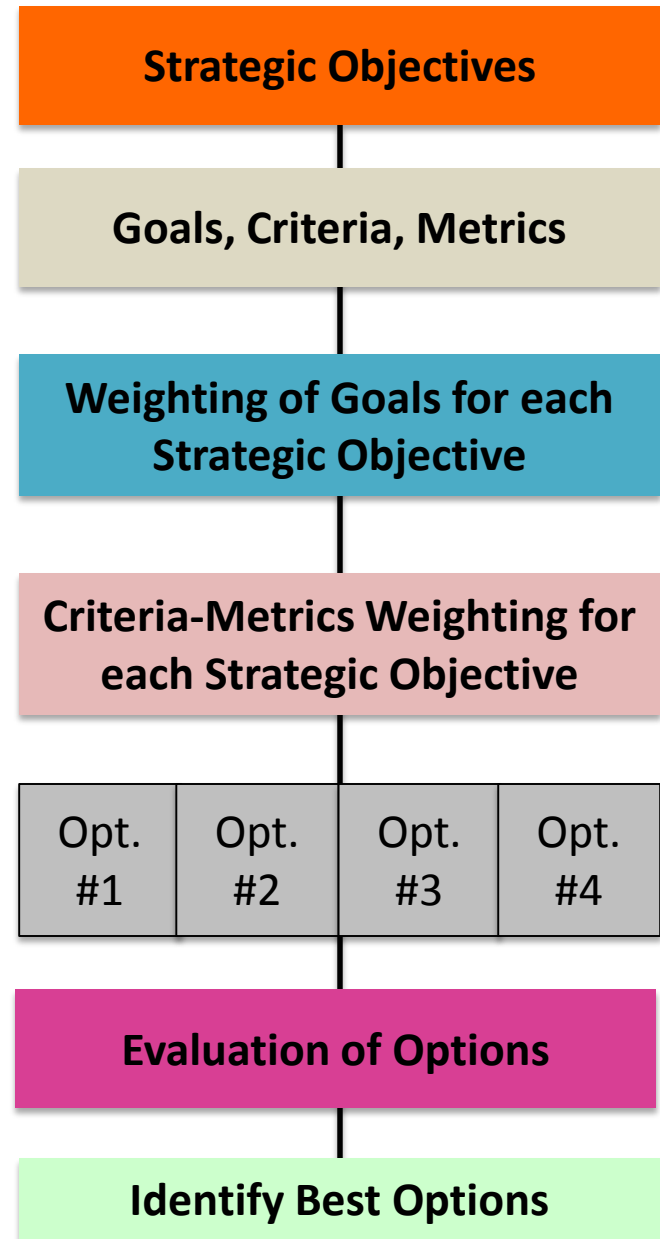 Strategic Objectives
Goals, Criteria, Metrics
Weighting of Goals for each
Strategic Objective
Criteria-Metrics Weighting for
each Strategic Objective
Opt.
#1
Opt.
#2
Opt.
#3
Opt.
#4
Evaluation of Options
Identify Best Options